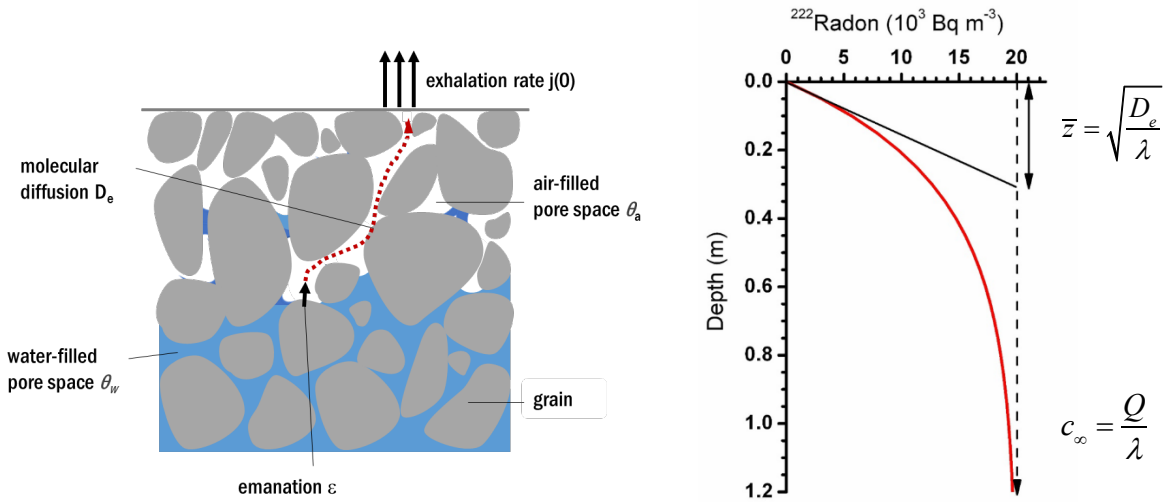 exhalation rate j(0)
molecular
diffusion Dₑ
air-filled
pore space θₐ
water-filled
pore space θ_w
grain
emanation ε
²²²Radon (10³ Bq m⁻³)
0 5 10 15 20
0.0
0.2
0.4
0.6
0.8
1.0
1.2
Depth (m)
z̅ = √(Dₑ/λ)
c_∞ = Q/λ